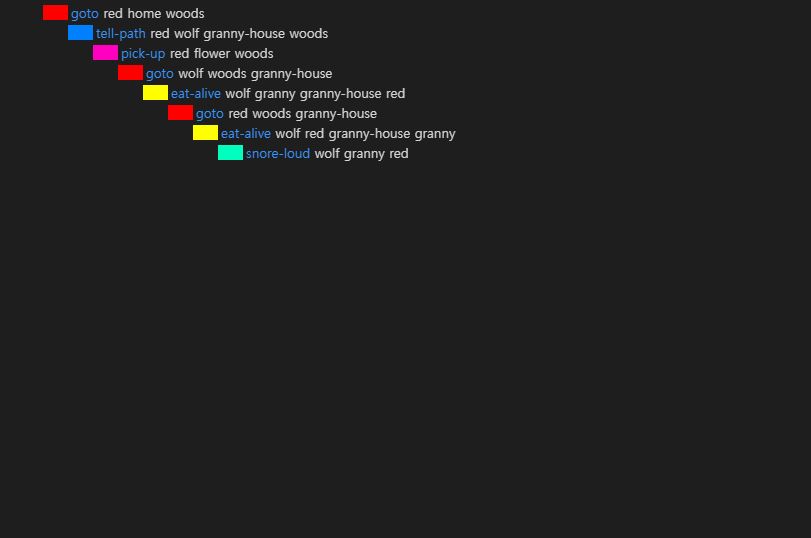 goto red home woods
tell-path red wolf granny-house woods
pick-up red flower woods
goto wolf woods granny-house
eat-alive wolf granny granny-house red
goto red woods granny-house
eat-alive wolf red granny-house granny
snore-loud wolf granny red